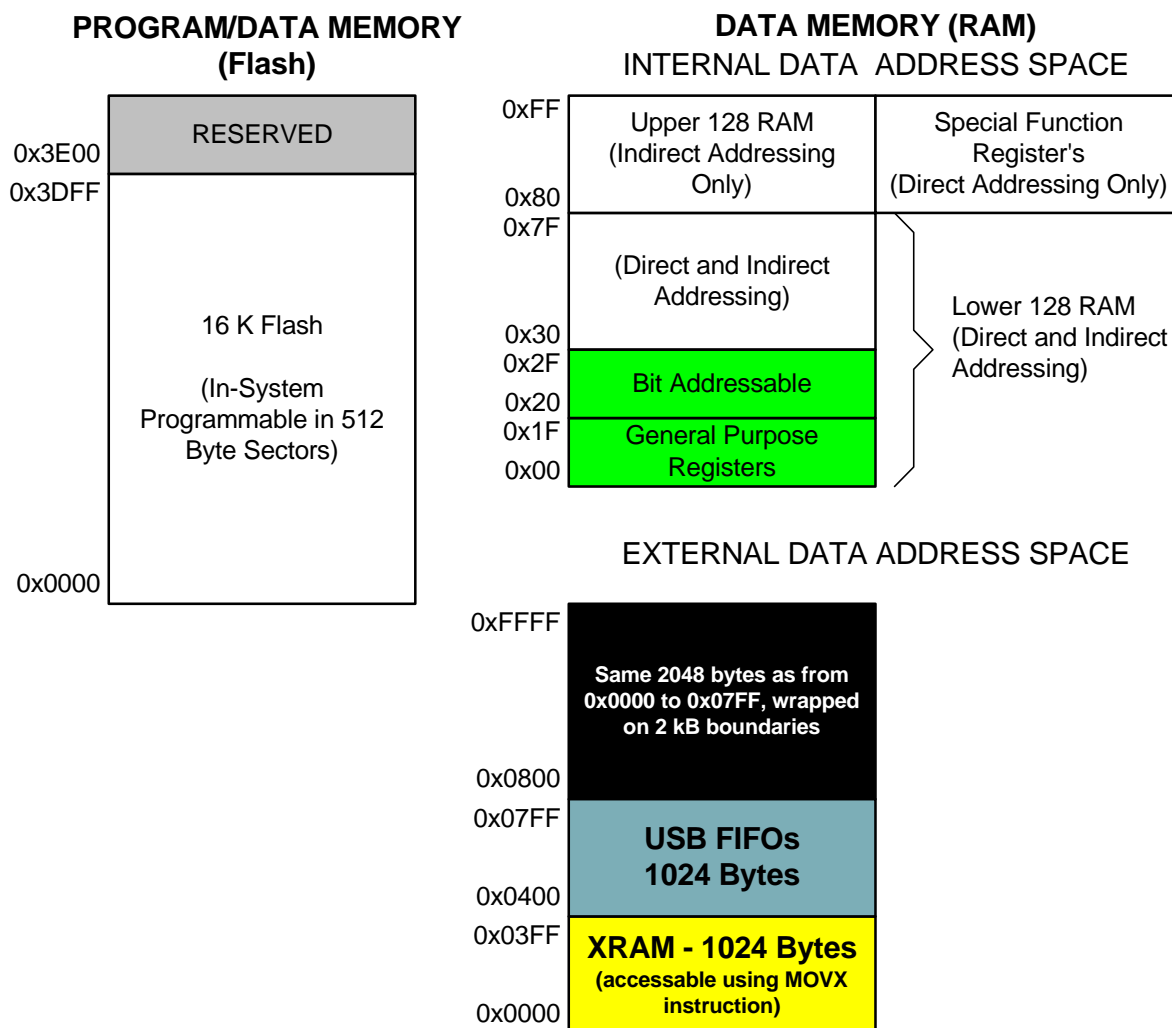 PROGRAM/DATA MEMORY
(Flash)
RESERVED
0x3E00
0x3DFF
16 K Flash
(In-System
Programmable in 512
Byte Sectors)
0x0000
DATA MEMORY (RAM)
INTERNAL DATA ADDRESS SPACE
0xFF
Upper 128 RAM
(Indirect Addressing
Only)
Special Function
Register's
(Direct Addressing Only)
0x80
0x7F
(Direct and Indirect
Addressing)
0x30
Lower 128 RAM
(Direct and Indirect
Addressing)
0x2F
Bit Addressable
0x20
0x1F
General Purpose
Registers
0x00
EXTERNAL DATA ADDRESS SPACE
0xFFFF
Same 2048 bytes as from
0x0000 to 0x07FF, wrapped
on 2 kB boundaries
0x0800
0x07FF
USB FIFOs
1024 Bytes
0x0400
0x03FF
XRAM - 1024 Bytes
(accessable using MOVX
instruction)
0x0000